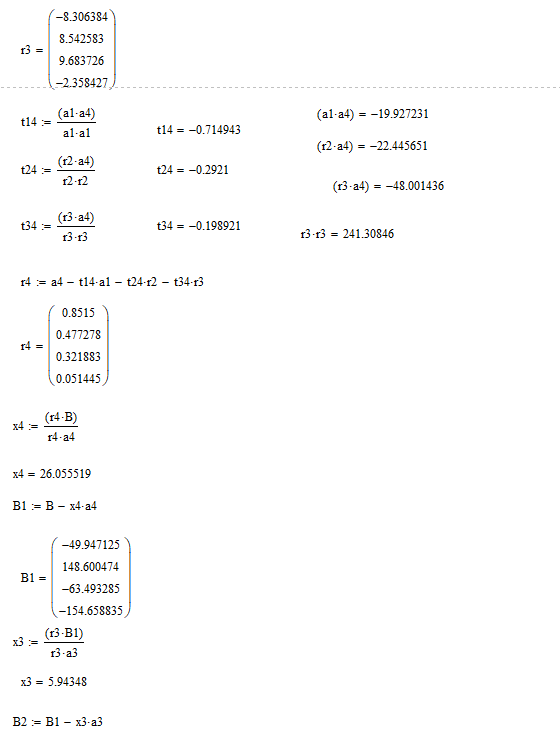 −8.306384
8.542583
r3 =
9.683726
−2.358427
t14 := (a1·a4) / a1·a1
t14 = −0.714943
(a1·a4) = −19.927231
(r2·a4) = −22.445651
t24 := (r2·a4) / r2·r2
t24 = −0.2921
(r3·a4) = −48.001436
t34 := (r3·a4) / r3·r3
t34 = −0.198921
r3·r3 = 241.30846
r4 := a4 − t14·a1 − t24·r2 − t34·r3
0.8515
0.477278
r4 =
0.321883
0.051445
x4 := (r4·B) / r4·a4
x4 = 26.055519
B1 := B − x4·a4
−49.947125
148.600474
B1 =
−63.493285
−154.658835
x3 := (r3·B1) / r3·a3
x3 = 5.94348
B2 := B1 − x3·a3